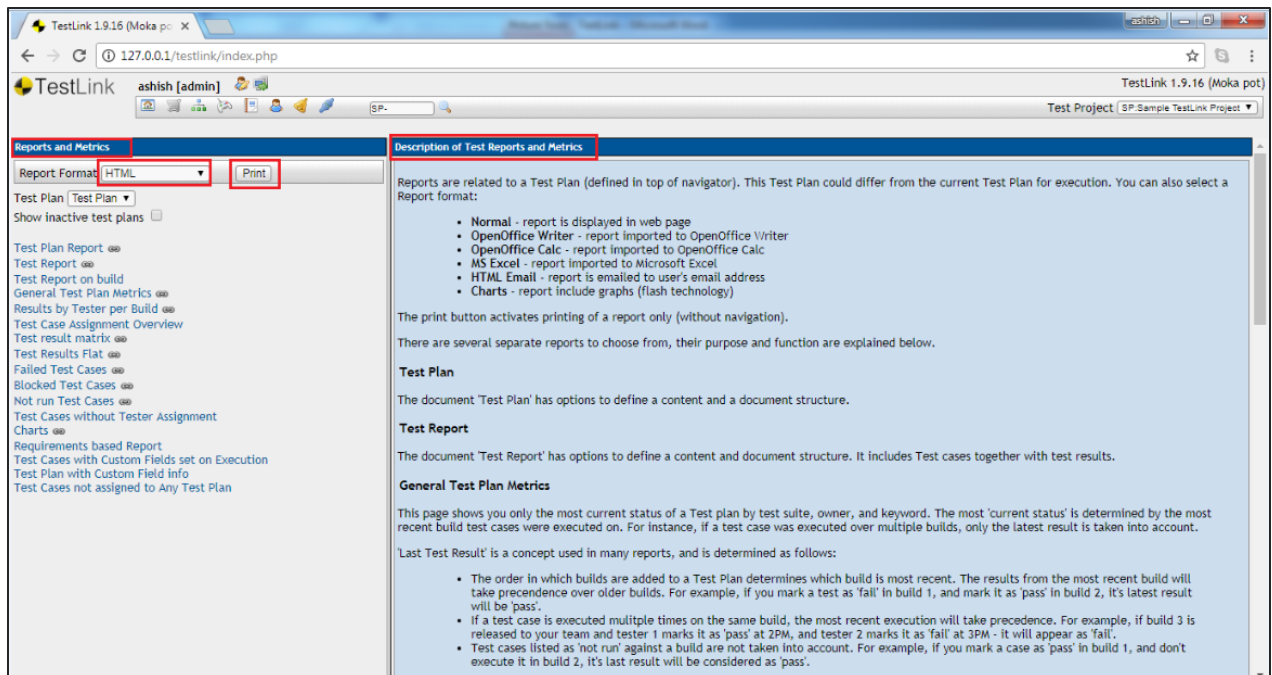 TestLink 1.9.16 (Moka po
ashish
127.0.0.1/testlink/index.php
TestLink
ashish [admin]
TestLink 1.9.16 (Moka pot)
SP-
Test Project SP:Sample TestLink Project
Reports and Metrics
Report Format HTML Print
Test Plan Test Plan
Show inactive test plans
Test Plan Report
Test Report
Test Report on build
General Test Plan Metrics
Results by Tester per Build
Test Case Assignment Overview
Test result matrix
Test Results Flat
Failed Test Cases
Blocked Test Cases
Not run Test Cases
Test Cases without Tester Assignment
Charts
Requirements based Report
Test Cases with Custom Fields set on Execution
Test Plan with Custom Field info
Test Cases not assigned to Any Test Plan
Description of Test Reports and Metrics
Reports are related to a Test Plan (defined in top of navigator). This Test Plan could differ from the current Test Plan for execution. You can also select a
Report format:
• Normal - report is displayed in web page
• OpenOffice Writer - report imported to OpenOffice Writer
• OpenOffice Calc - report imported to OpenOffice Calc
• MS Excel - report imported to Microsoft Excel
• HTML Email - report is emailed to user's email address
• Charts - report include graphs (flash technology)
The print button activates printing of a report only (without navigation).
There are several separate reports to choose from, their purpose and function are explained below.
Test Plan
The document 'Test Plan' has options to define a content and a document structure.
Test Report
The document 'Test Report' has options to define a content and document structure. It includes Test cases together with test results.
General Test Plan Metrics
This page shows you only the most current status of a Test plan by test suite, owner, and keyword. The most 'current status' is determined by the most
recent build test cases were executed on. For instance, if a test case was executed over multiple builds, only the latest result is taken into account.
'Last Test Result' is a concept used in many reports, and is determined as follows:
• The order in which builds are added to a Test Plan determines which build is most recent. The results from the most recent build will
take precendence over older builds. For example, if you mark a test as 'fail' in build 1, and mark it as 'pass' in build 2, it's latest result
will be 'pass'.
• If a test case is executed mulitple times on the same build, the most recent execution will take precedence. For example, if build 3 is
released to your team and tester 1 marks it as 'pass' at 2PM, and tester 2 marks it as 'fail' at 3PM - it will appear as 'fail'.
• Test cases listed as 'not run' against a build are not taken into account. For example, if you mark a case as 'pass' in build 1, and don't
execute it in build 2, it's last result will be considered as 'pass'.